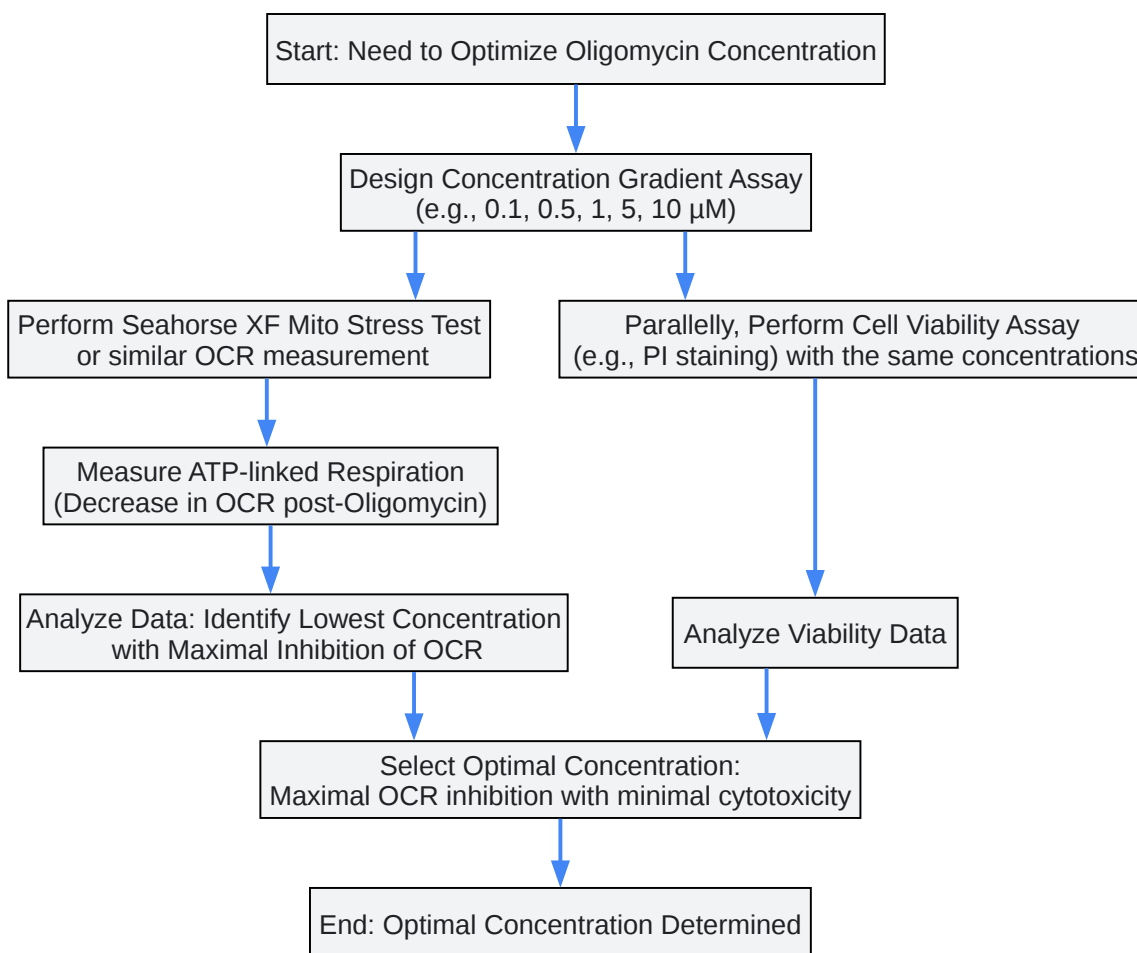 Start: Need to Optimize Oligomycin Concentration
Design Concentration Gradient Assay
(e.g., 0.1, 0.5, 1, 5, 10 µM)
Perform Seahorse XF Mito Stress Test
or similar OCR measurement
Parallelly, Perform Cell Viability Assay
(e.g., PI staining) with the same concentrations
Measure ATP-linked Respiration
(Decrease in OCR post-Oligomycin)
Analyze Data: Identify Lowest Concentration
with Maximal Inhibition of OCR
Analyze Viability Data
Select Optimal Concentration:
Maximal OCR inhibition with minimal cytotoxicity
End: Optimal Concentration Determined